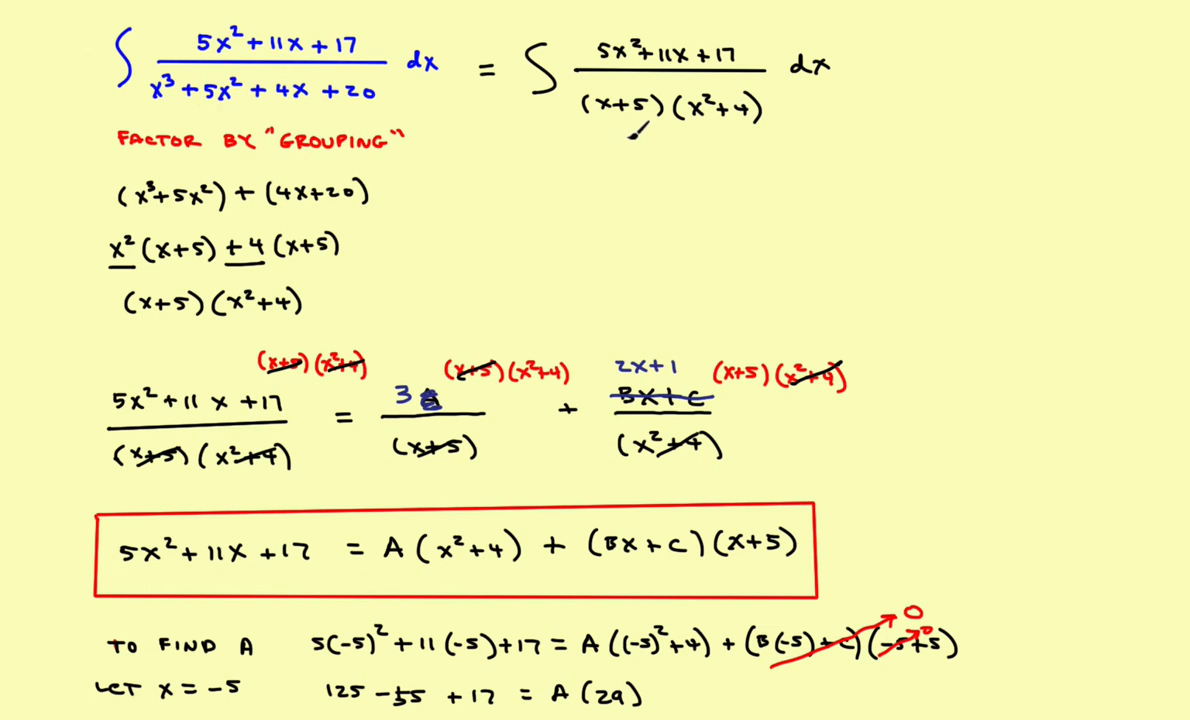 ∫ (5x² + 11x + 17)/(x³ + 5x² + 4x + 20) dx = ∫ (5x² + 11x + 17)/((x+5)(x²+4)) dx
FACTOR BY "GROUPING"
(x³+5x²) + (4x+20)
x²(x+5) +4(x+5)
(x+5)(x²+4)
(x+5)(x²+4) (x+5)(x²+4) 2x+1 (x+5)(x²+4)
(5x² + 11x + 17)/((x+5)(x²+4)) = 3/(x+5) + (Bx+C)/(x²+4)
5x² + 11x + 17 = A(x²+4) + (Bx+C)(x+5)
TO FIND A 5(-5)² + 11(-5) + 17 = A((-5)²+4) + (B(-5)+C)(-5+5) 0 0
LET x = -5 125 - 55 + 17 = A(29)